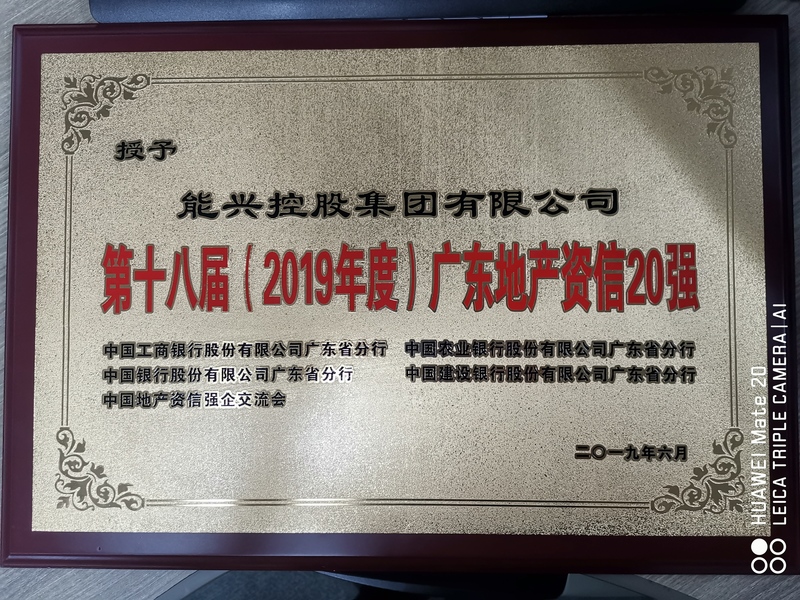 授予
能兴控股集团有限公司
第十八届（2019年度）广东地产资信20强
中国工商银行股份有限公司广东省分行 中国农业银行股份有限公司广东省分行
中国银行股份有限公司广东省分行 中国建设银行股份有限公司广东省分行
中国地产资信强企交流会
二〇一九年六月
HUAWEI Mate 20
LEICA TRIPLE CAMERA | AI